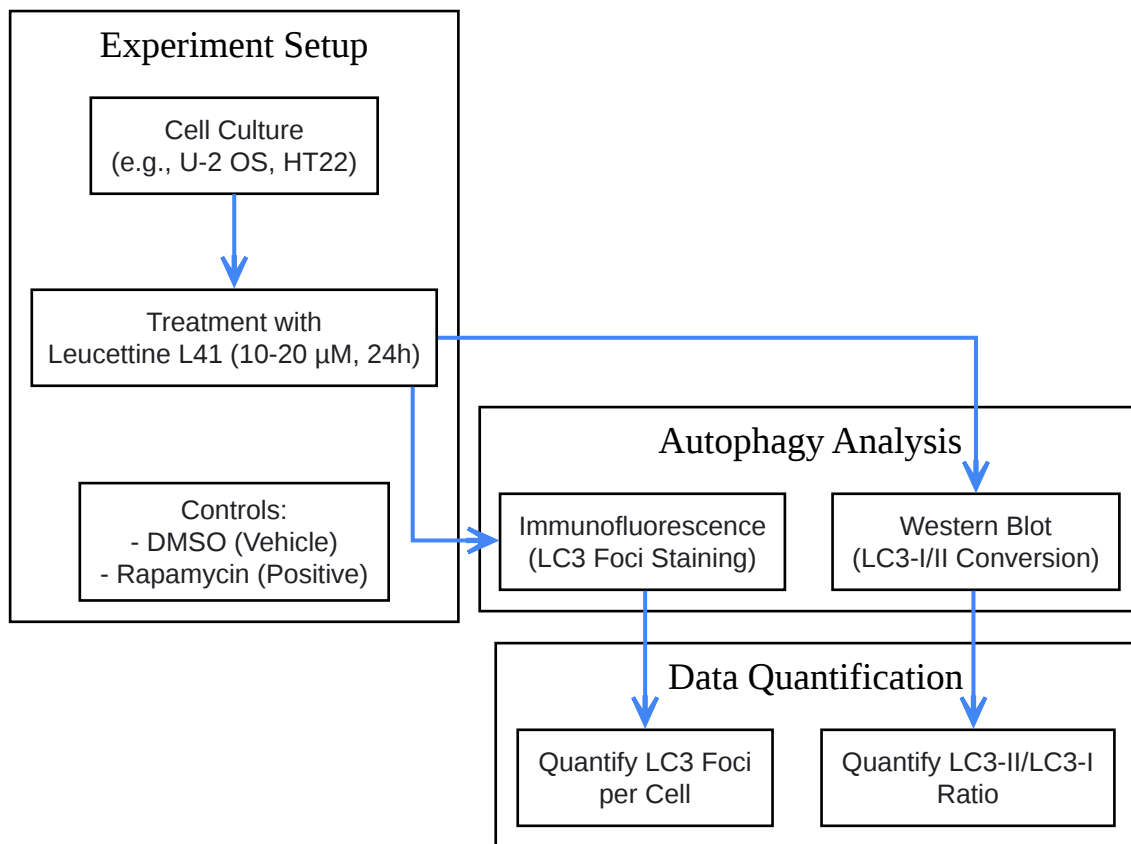 Experiment Setup
Cell Culture
(e.g., U-2 OS, HT22)
Treatment with
Leucettine L41 (10-20 µM, 24h)
Controls:
- DMSO (Vehicle)
- Rapamycin (Positive)
Autophagy Analysis
Immunofluorescence
(LC3 Foci Staining)
Western Blot
(LC3-I/II Conversion)
Data Quantification
Quantify LC3 Foci
per Cell
Quantify LC3-II/LC3-I
Ratio